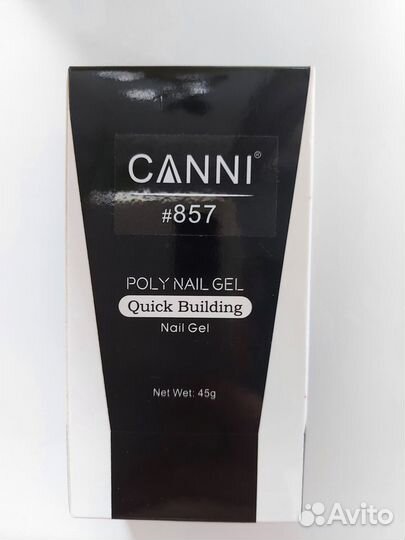 CANNI®
#857
POLY NAIL GEL
Quick Building
Nail Gel
Net Wet: 45g
Avito